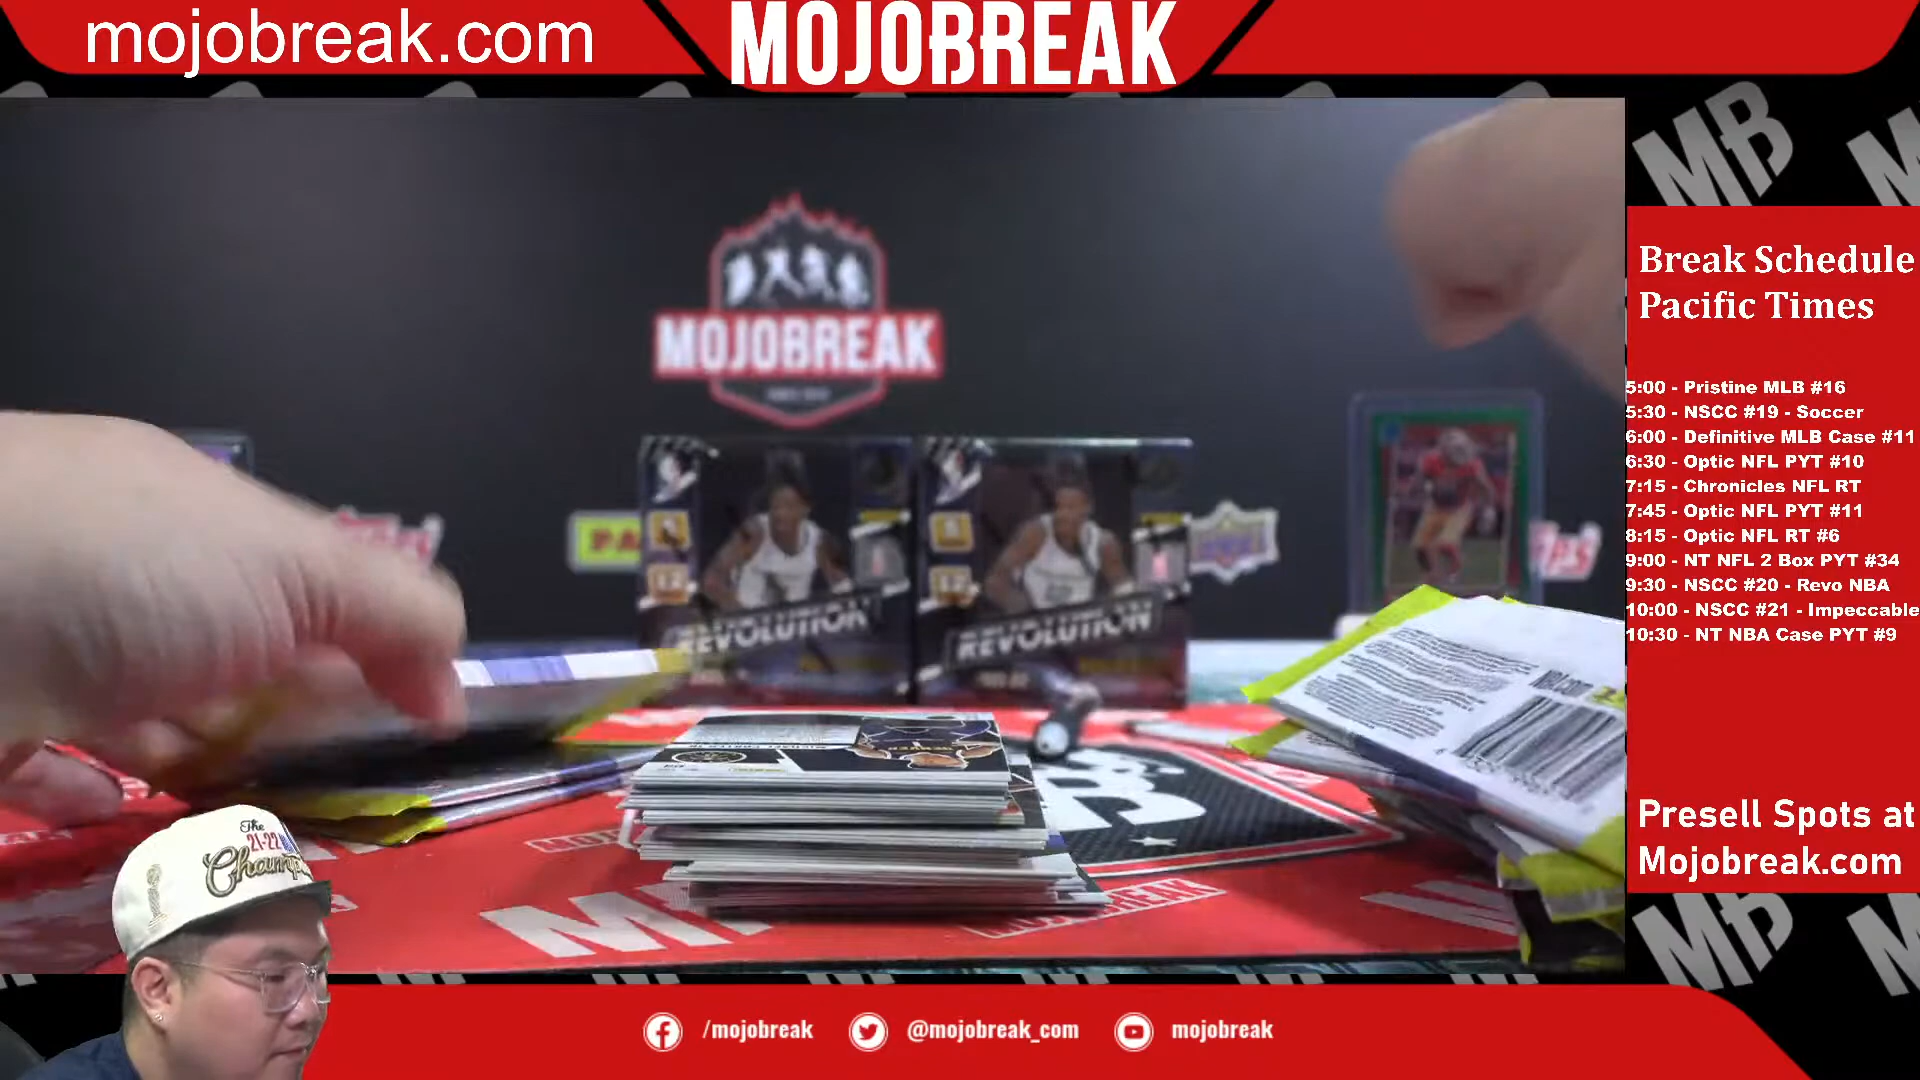 mojobreak.com
MOJOBREAK
MOJOBREAK
REVOLUTION
REVOLUTION
Break Schedule
Pacific Times
5:00 - Pristine MLB #16
5:30 - NSCC #19 - Soccer
6:00 - Definitive MLB Case #11
6:30 - Optic NFL PYT #10
7:15 - Chronicles NFL RT
7:45 - Optic NFL PYT #11
8:15 - Optic NFL RT #6
9:00 - NT NFL 2 Box PYT #34
9:30 - NSCC #20 - Revo NBA
10:00 - NSCC #21 - Impeccable
10:30 - NT NBA Case PYT #9
Presell Spots at
Mojobreak.com
The
21-22
Champ
/mojobreak
@mojobreak_com
mojobreak